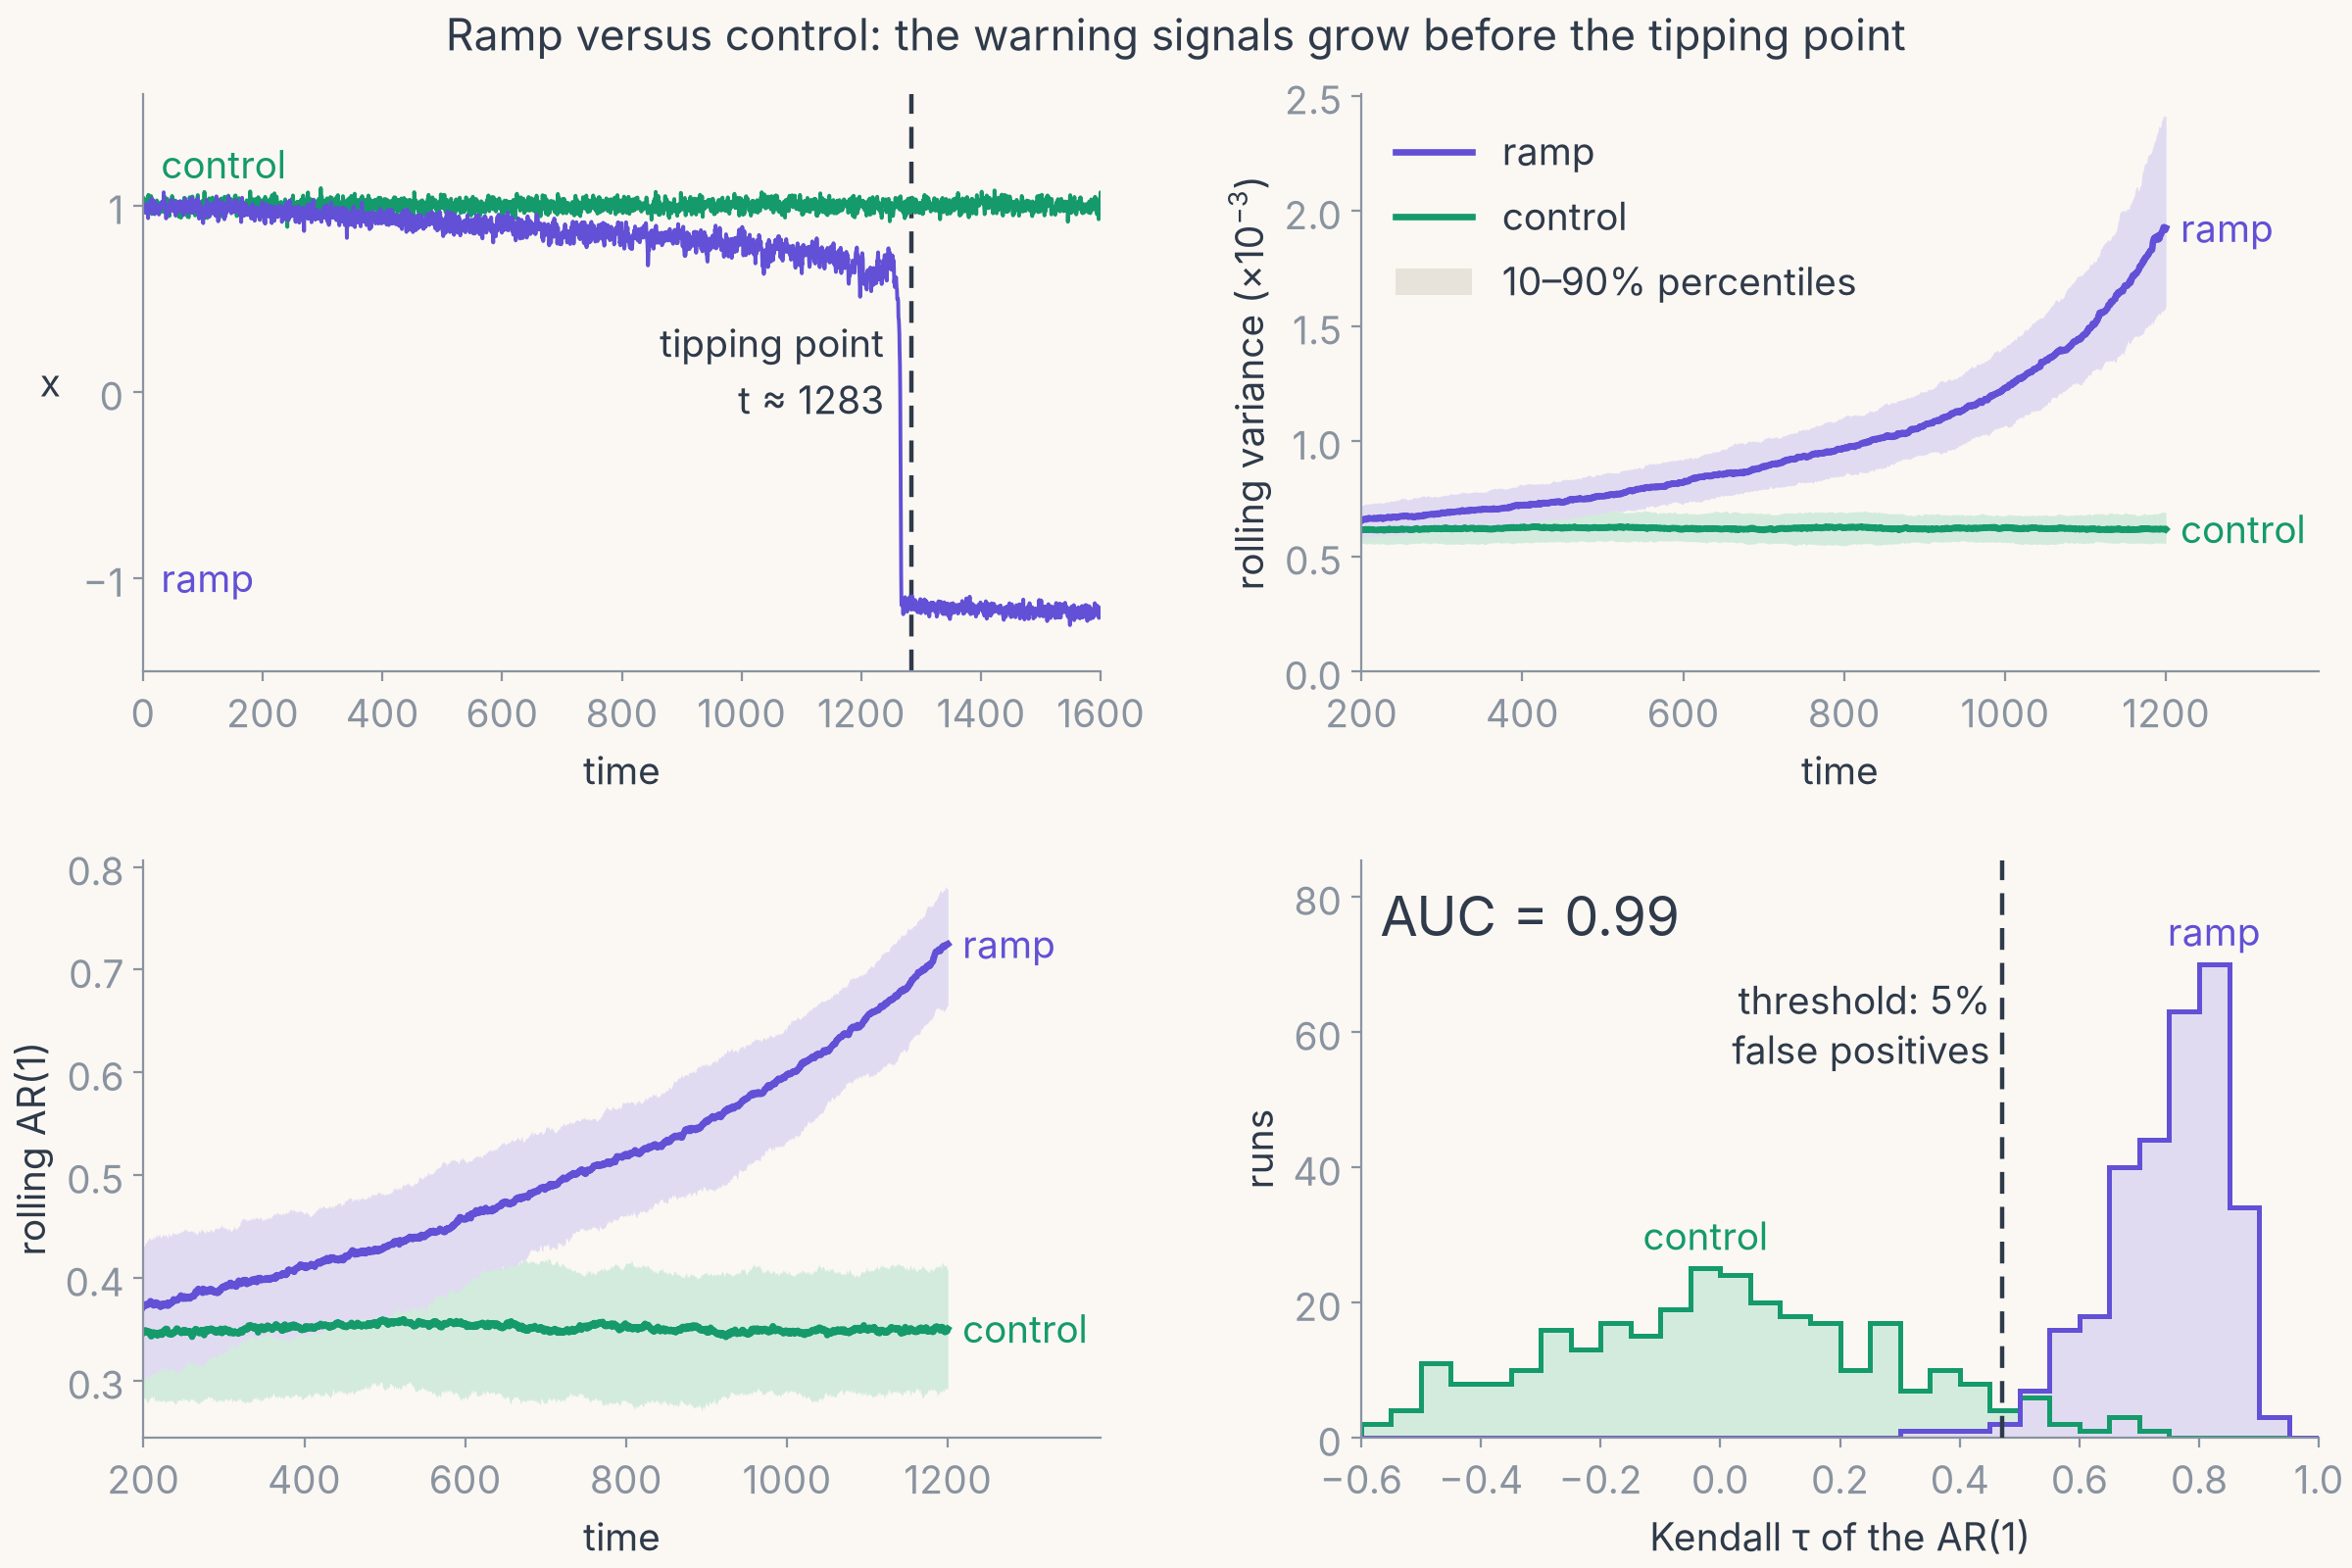 Ramp versus control: the warning signals grow before the tipping point
control
1
x
0
−1
tipping point
t ≈ 1283
ramp
0 200 400 600 800 1000 1200 1400 1600
time
2.5
2.0
1.5
1.0
0.5
0.0
rolling variance (×10⁻³)
ramp
control
10–90% percentiles
ramp
control
200 400 600 800 1000 1200
time
0.8
0.7
0.6
0.5
0.4
0.3
rolling AR(1)
ramp
control
200 400 600 800 1000 1200
time
80
60
40
20
0
runs
AUC = 0.99
ramp
threshold: 5%
false positives
control
−0.6 −0.4 −0.2 0.0 0.2 0.4 0.6 0.8 1.0
Kendall τ of the AR(1)